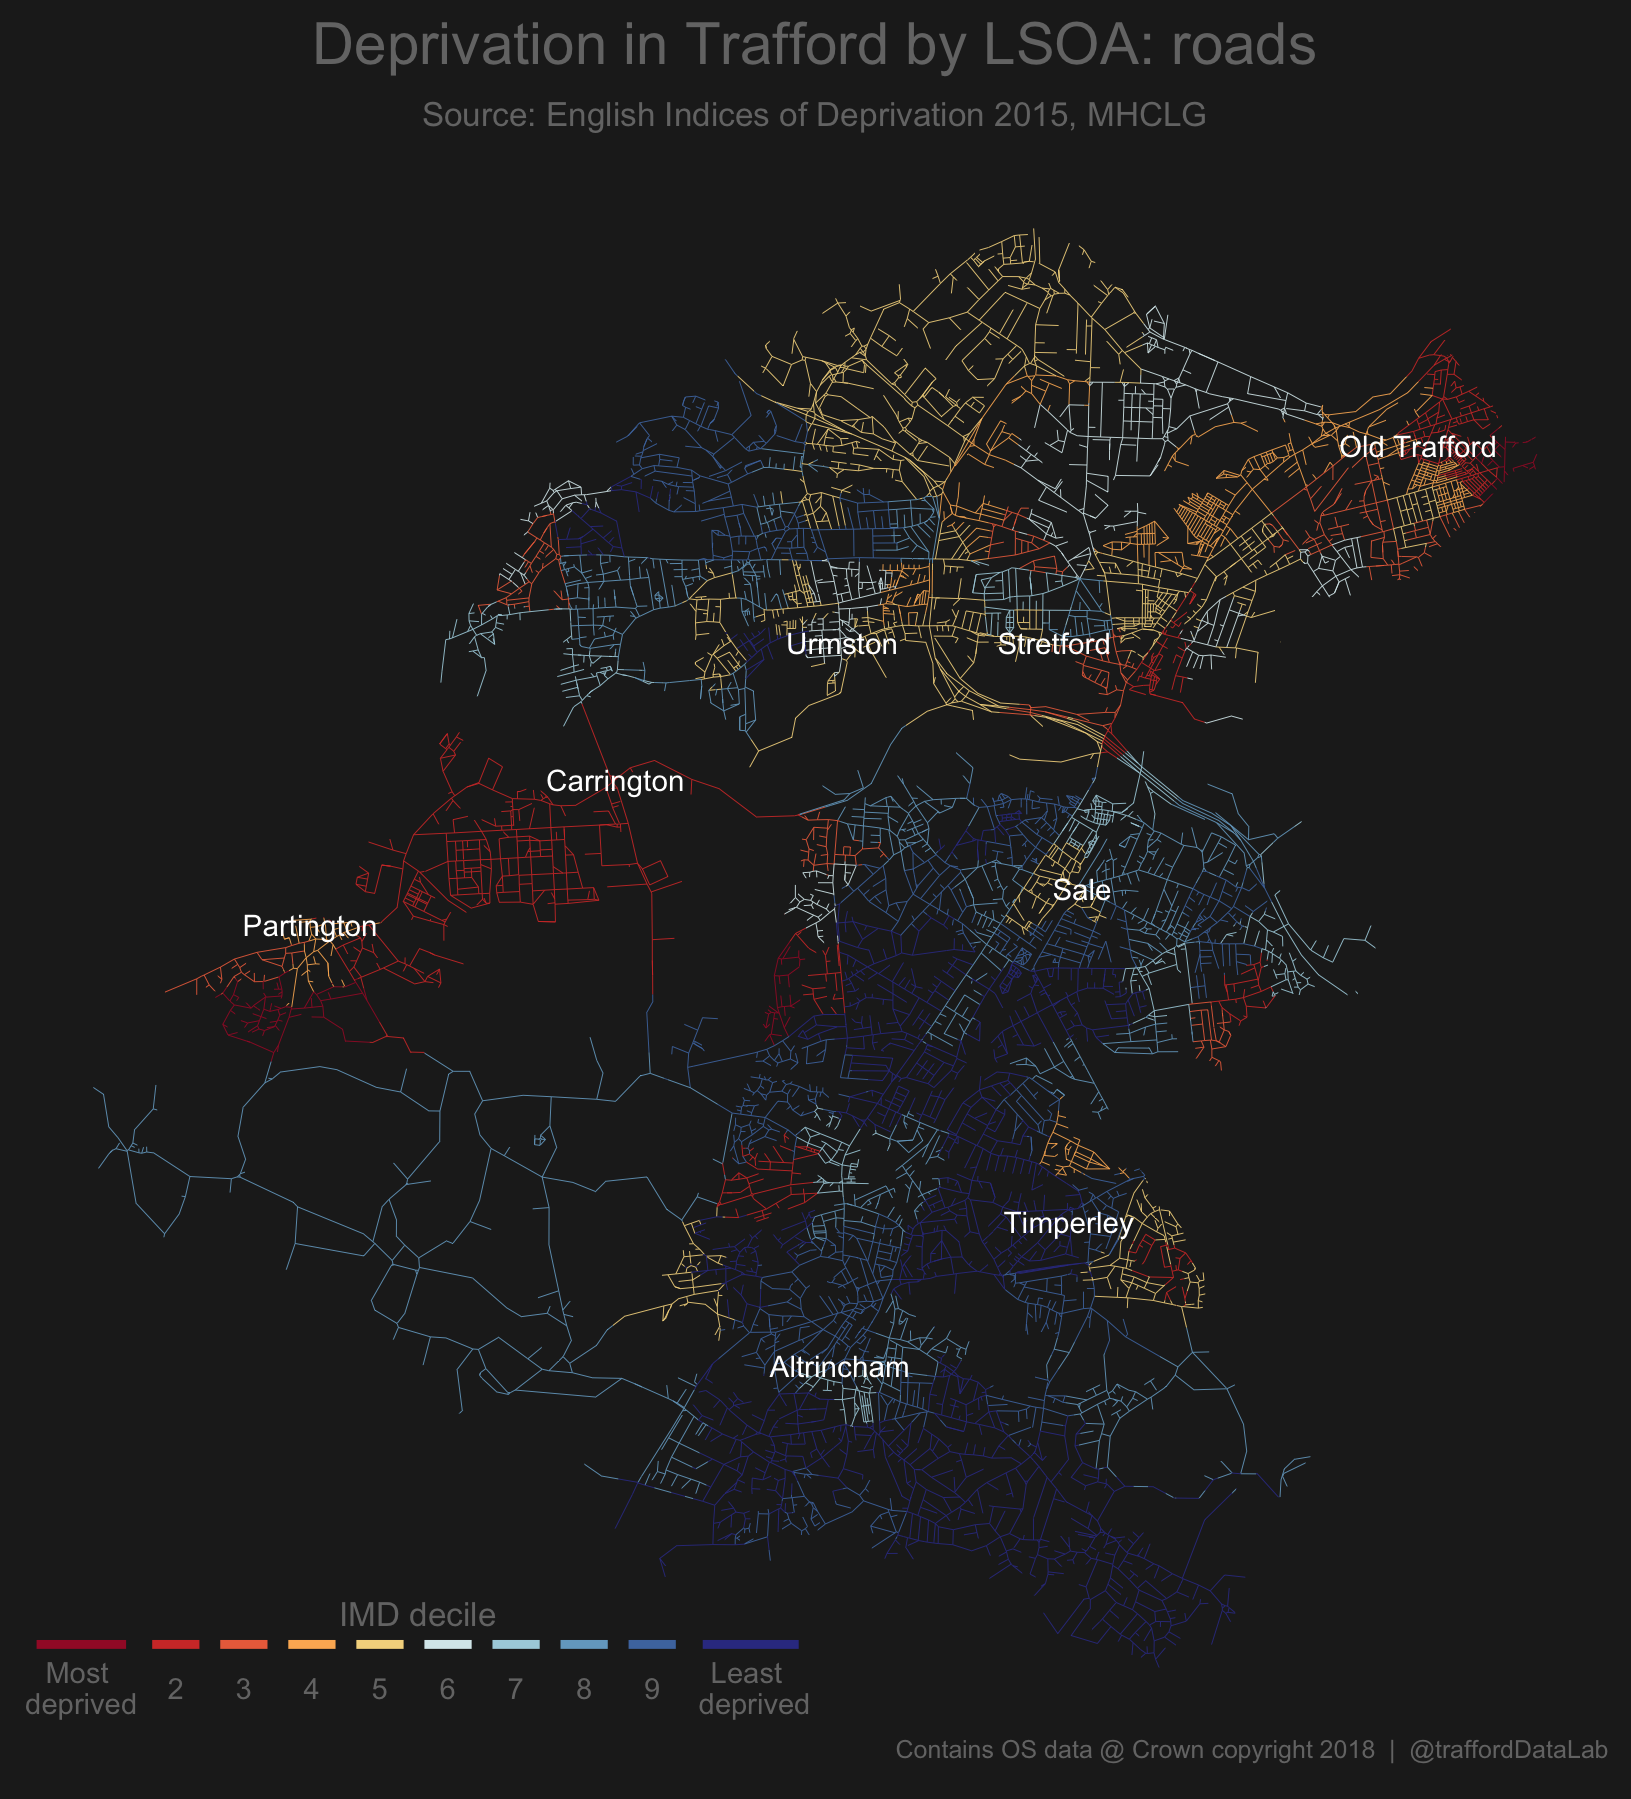 Deprivation in Trafford by LSOA: roads
Source: English Indices of Deprivation 2015, MHCLG
Old Trafford
Urmston
Stretford
Carrington
Sale
Partington
Timperley
Altrincham
IMD decile
Most deprived
2
3
4
5
6
7
8
9
Least deprived
Contains OS data @ Crown copyright 2018 | @traffordDataLab